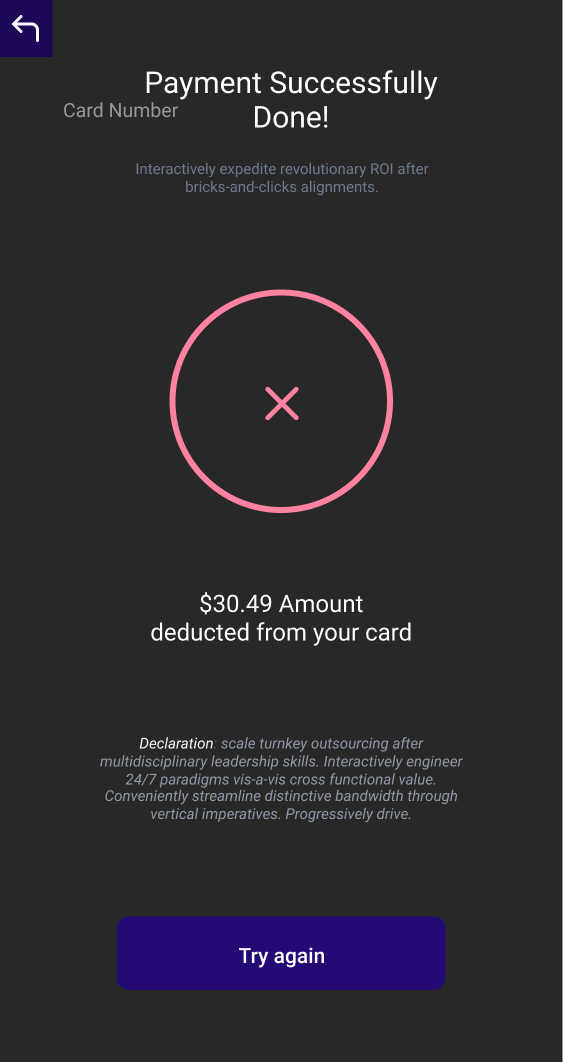 Payment Successfully
Card Number
Done!
Interactively expedite revolutionary ROI after
bricks-and-clicks alignments.
$30.49 Amount
deducted from your card
Declaration: scale turnkey outsourcing after
multidisciplinary leadership skills. Interactively engineer
24/7 paradigms vis-a-vis cross functional value.
Conveniently streamline distinctive bandwidth through
vertical imperatives. Progressively drive.
Try again